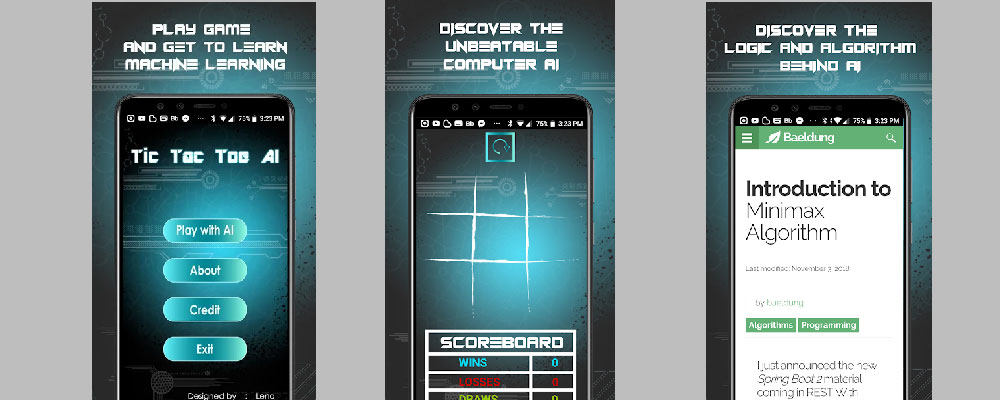 PLAY GAME
AND GET TO LEARN
MACHINE LEARNING
75% 3:23 PM
Tic Tac Toe AI
Play with AI
About
Credit
Exit
Designed by : Leno
DISCOVER THE
UNBEATABLE
COMPUTER AI
75% 3:23 PM
SCOREBOARD
WINS 0
LOSSES 0
DRAWS 0
DISCOVER THE
LOGIC AND ALGORITHM
BEHIND AI
75% 3:23 PM
Baeldung
Introduction to
Minimax
Algorithm
Last modified: November 3, 2018
by baeldung
Algorithms Programming
I just announced the new
Spring Boot 2 material
coming in REST With